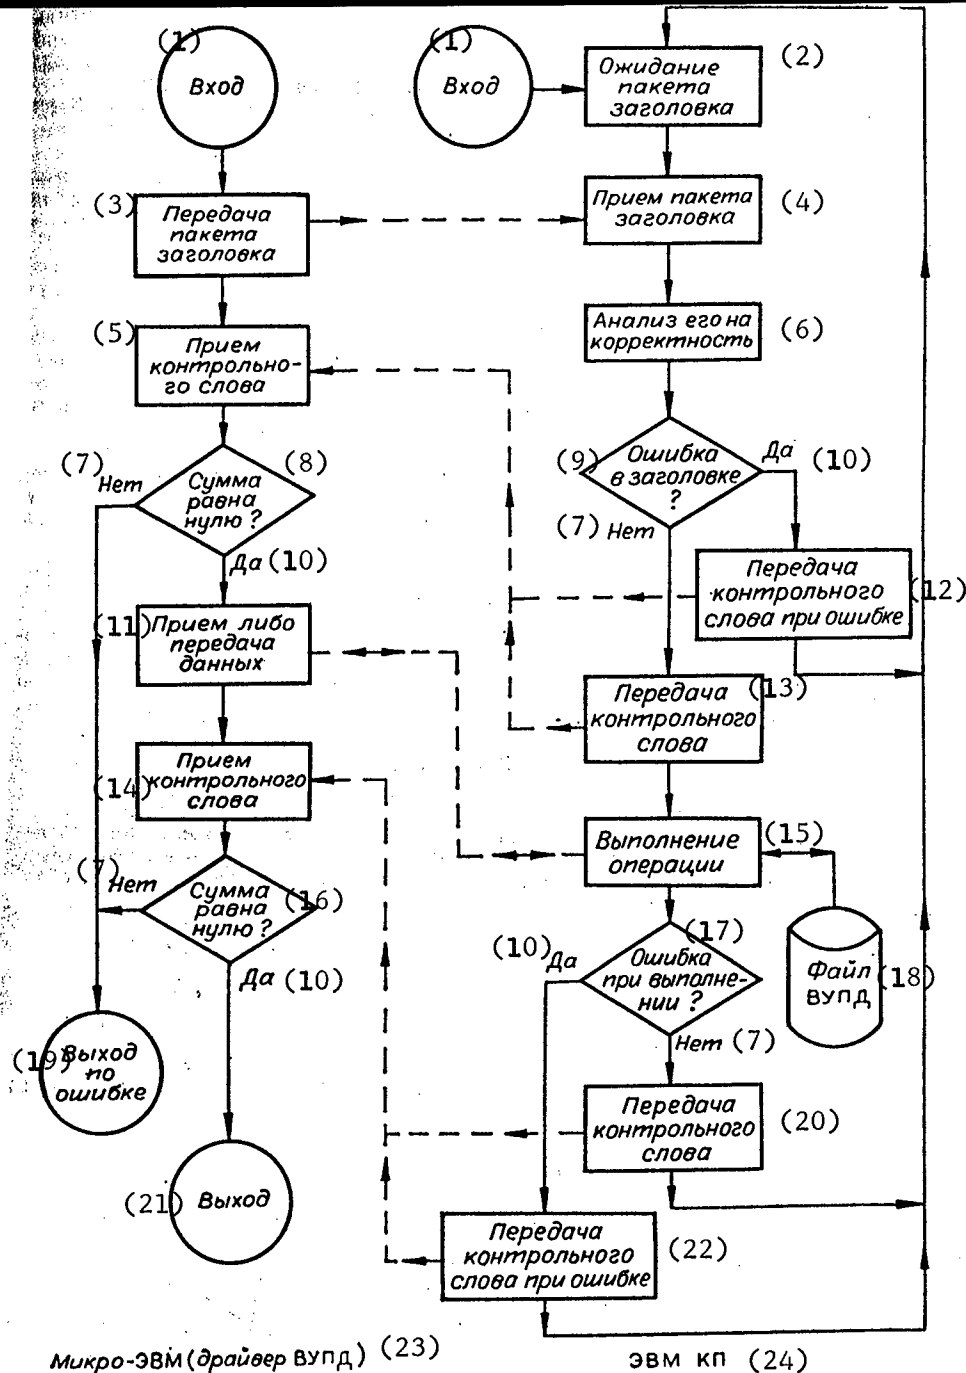 (1)
Вход
(1)
Вход
(2)
Ожидание
пакета
заголовка
(3)
Передача
пакета
заголовка
Прием пакета
заголовка
(4)
(5)
Прием
контрольно-
го слова
Анализ его на
корректность
(6)
(7)
Нет
(8)
Сумма
равна
нулю ?
Да (10)
(9)
Ошибка
в заголовке
?
Да
(10)
(7) Нет
Передача
контрольного
слова при ошибке
(12)
(11)
Прием либо
передача
данных
(13)
Передача
контрольного
слова
(14)
Прием
контрольного
слова
Выполнение
операции
(15)
(7)
Нет
Сумма
равна
нулю ?
(16)
Да (10)
(10) Да
(17)
Ошибка
при выполне-
нии ?
Нет (7)
Файл
ВУПД
(18)
(19)
Выход
по
ошибке
Передача
контрольного
слова
(20)
(21)
Выход
Передача
контрольного
слова при ошибке
(22)
Микро-ЭВМ (драйвер ВУПД) (23)
ЭВМ КП (24)